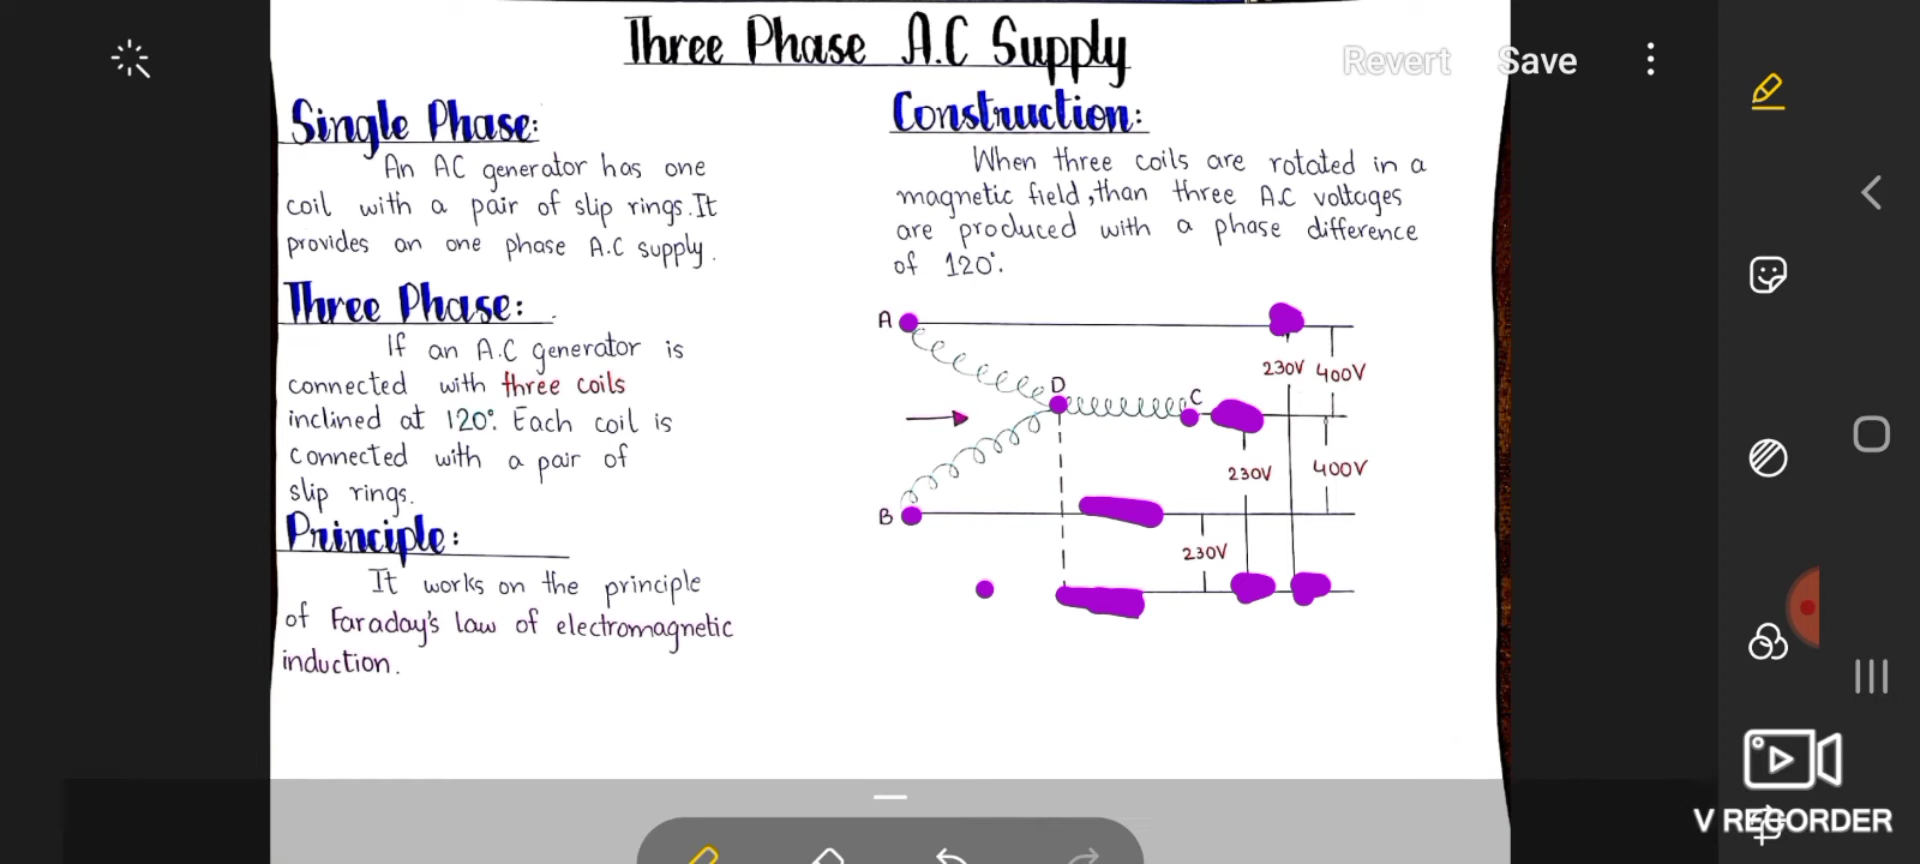 Three Phase A.C Supply
Revert Save
Single Phase:
An AC generator has one
coil with a pair of slip rings. It
provides an one phase A.C supply.
Three Phase:
If an A.C generator is
connected with three coils
inclined at 120°. Each coil is
connected with a pair of
slip rings.
Principle:
It works on the principle
of Faraday's law of electromagnetic
induction.
Construction:
When three coils are rotated in a
magnetic field, than three A.C voltages
are produced with a phase difference
of 120°.
A
230V 400V
D
C
230V 400V
B
230V
V RECORDER